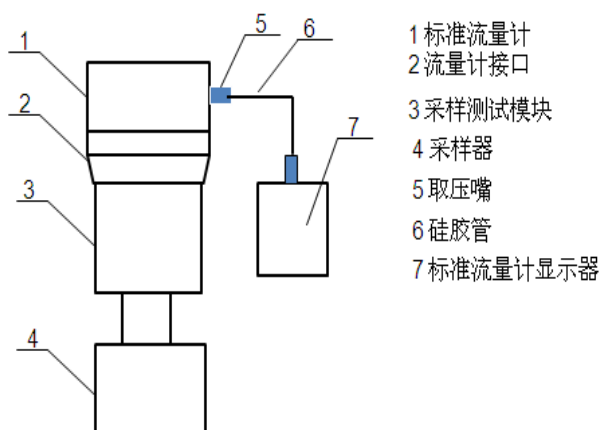 1
2
3
4
5
6
7
1 标准流量计
2 流量计接口
3 采样测试模块
4 采样器
5 取压嘴
6 硅胶管
7 标准流量计显示器